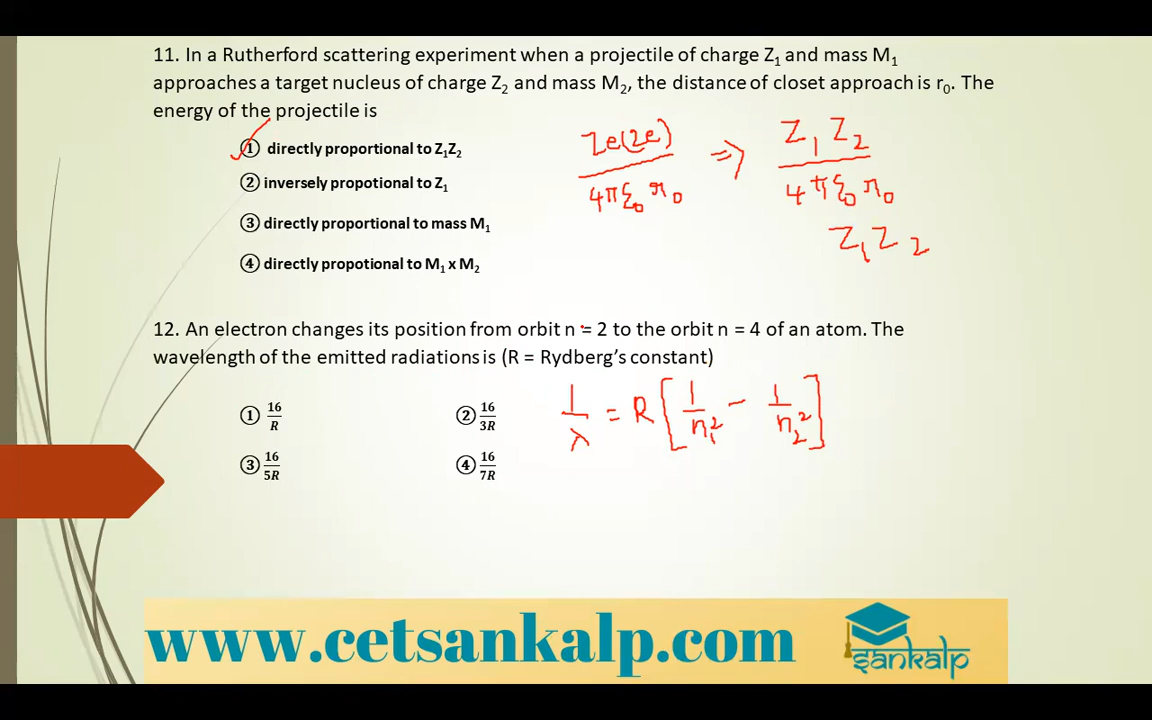 11. In a Rutherford scattering experiment when a projectile of charge Z₁ and mass M₁
approaches a target nucleus of charge Z₂ and mass M₂, the distance of closet approach is r₀. The
energy of the projectile is
① directly proportional to Z₁Z₂
② inversely propotional to Z₁
③ directly proportional to mass M₁
④ directly propotional to M₁ x M₂
Ze(2e) / 4πε₀r₀ ⇒ Z₁Z₂ / 4πε₀r₀
Z₁Z₂
12. An electron changes its position from orbit n = 2 to the orbit n = 4 of an atom. The
wavelength of the emitted radiations is (R = Rydberg’s constant)
① 16/R ② 16/3R
③ 16/5R ④ 16/7R
1/λ = R[1/n₁² − 1/n₂²]
www.cetsankalp.com
sankalp